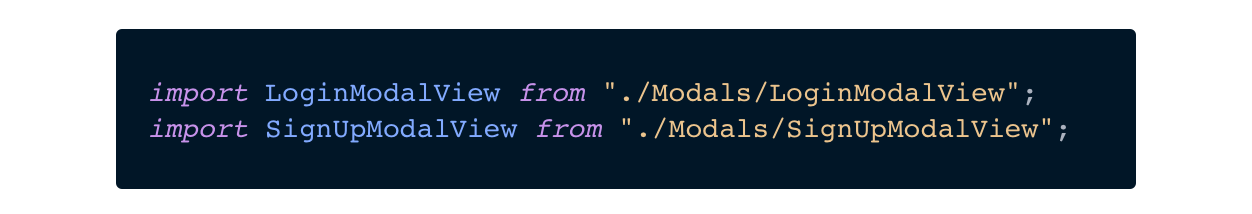 import LoginModalView from "./Modals/LoginModalView";
import SignUpModalView from "./Modals/SignUpModalView";